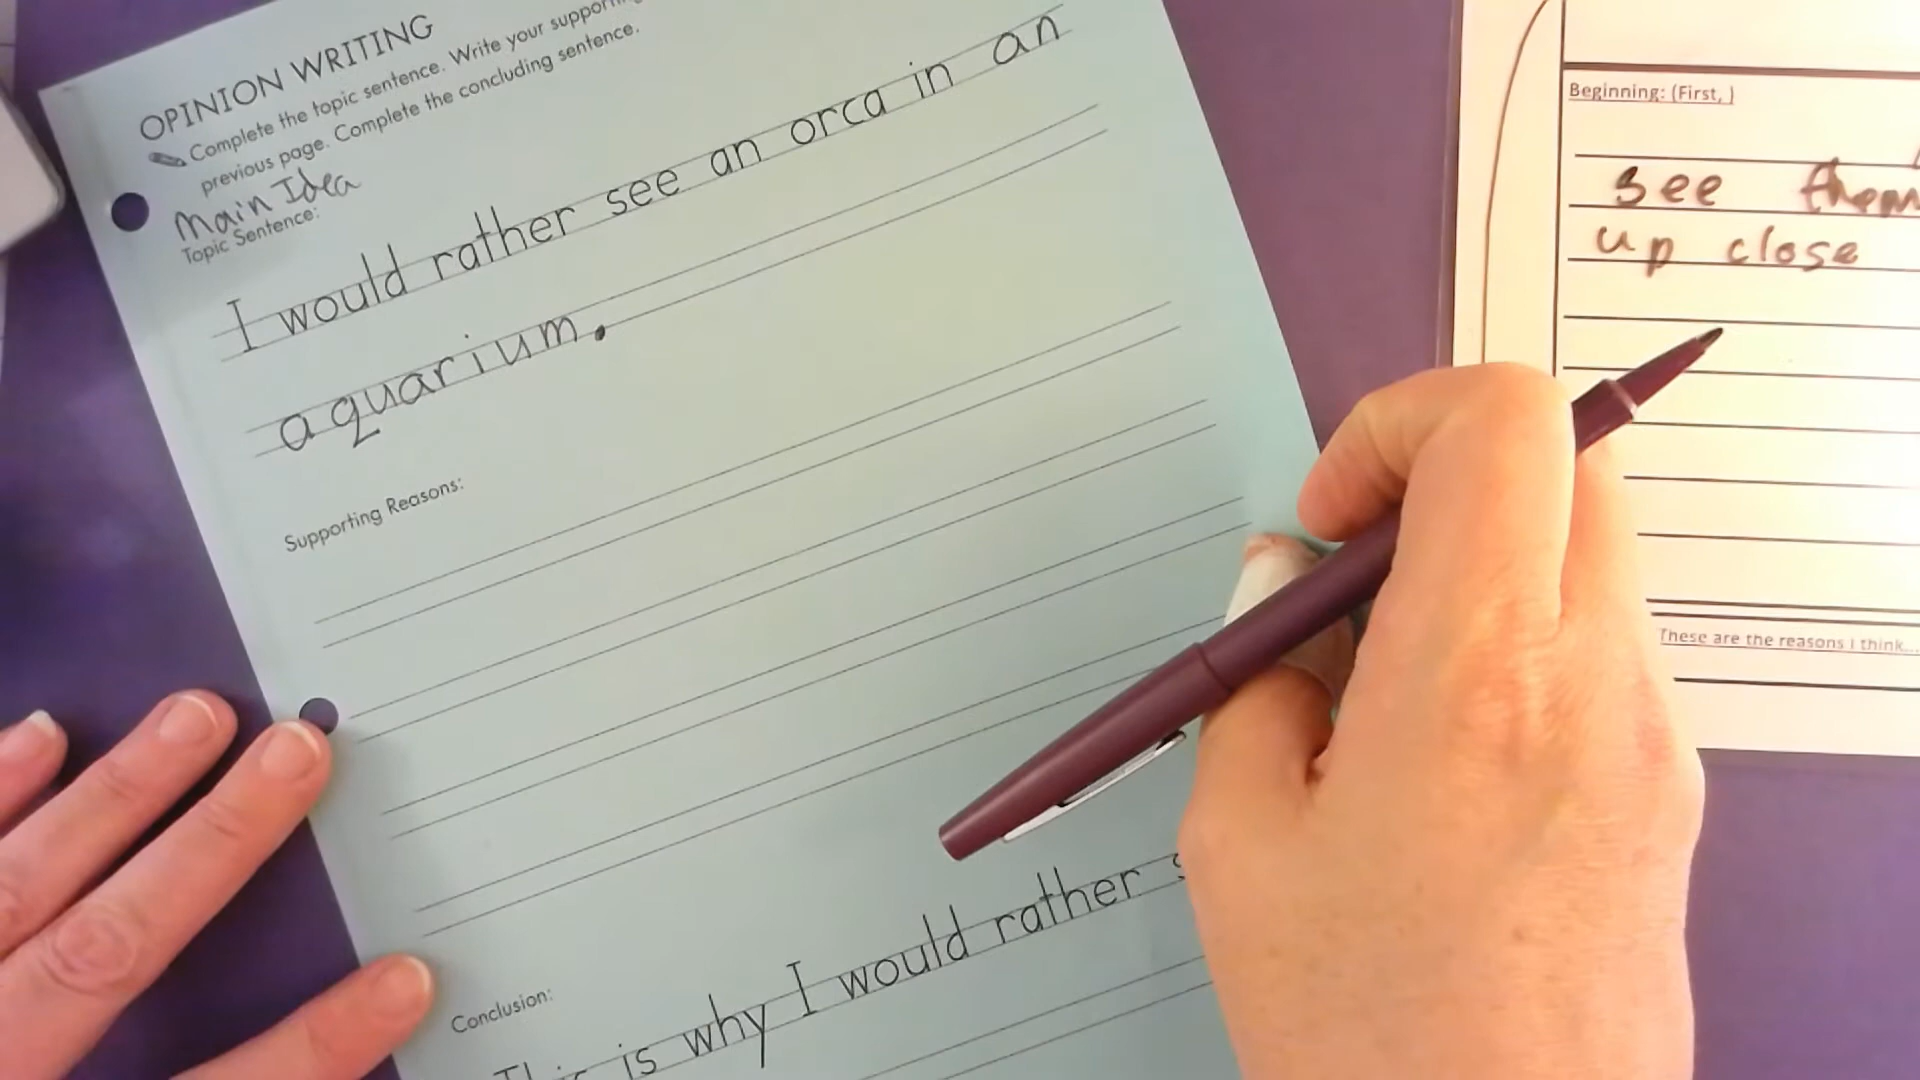 OPINION WRITING
Complete the topic sentence. Write your supporting
previous page. Complete the concluding sentence.
Main Idea
Topic Sentence:
I would rather see an orca in an
aquarium.
Supporting Reasons:
Conclusion:
This is why I would rather
Beginning: (First, )
see them
up close
These are the reasons I think...